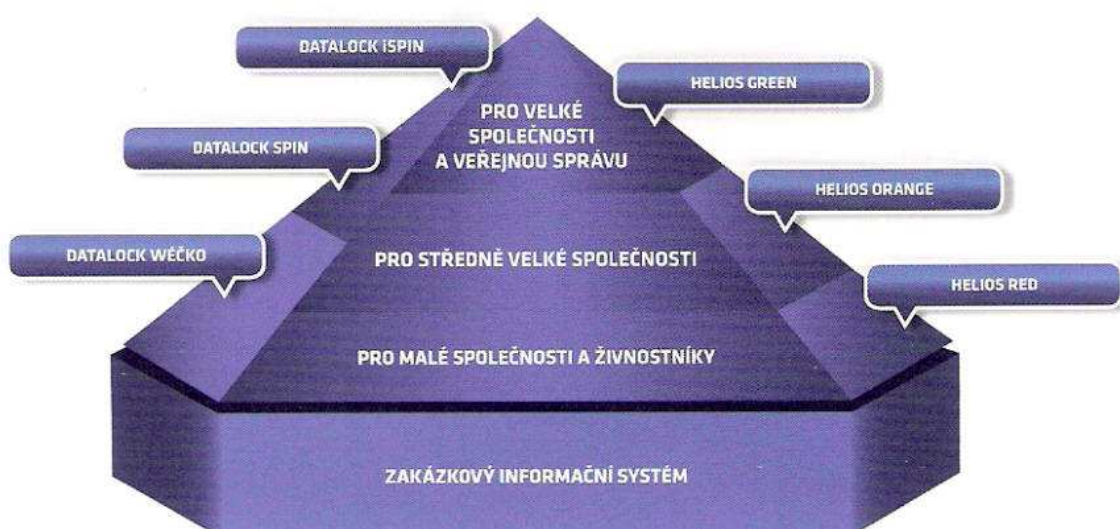 DATALOCK iSPIN
HELIOS GREEN
PRO VELKÉ
SPOLEČNOSTI
A VEŘEJNOU SPRÁVU
DATALOCK SPIN
HELIOS ORANGE
DATALOCK WÉČKO
PRO STŘEDNĚ VELKÉ SPOLEČNOSTI
HELIOS RED
PRO MALÉ SPOLEČNOSTI A ŽIVNOSTNÍKY
ZAKÁZKOVÝ INFORMAČNÍ SYSTÉM